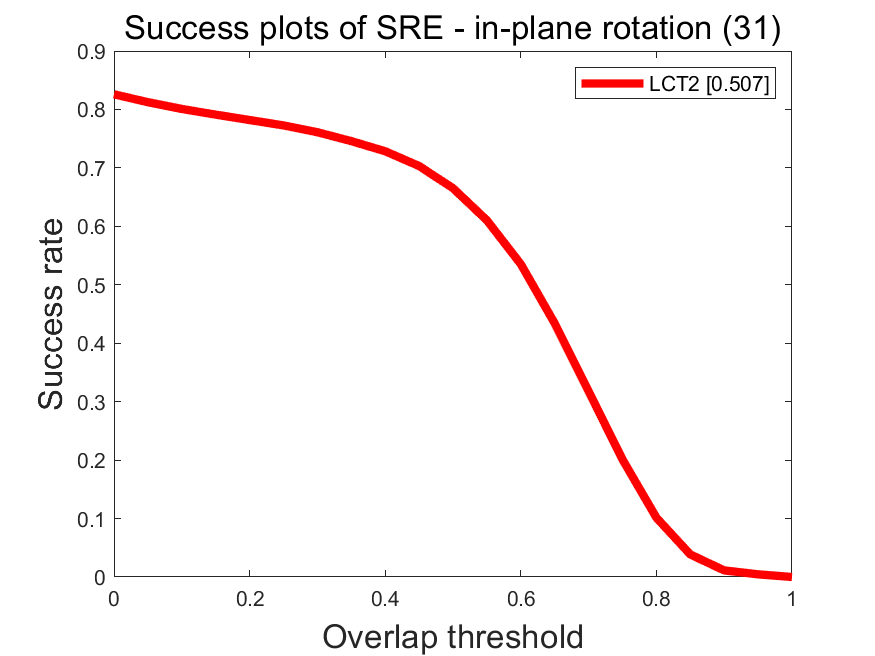 Success plots of SRE - in-plane rotation (31)
LCT2 [0.507]
Success rate
0.9
0.8
0.7
0.6
0.5
0.4
0.3
0.2
0.1
0
0 0.2 0.4 0.6 0.8 1
Overlap threshold